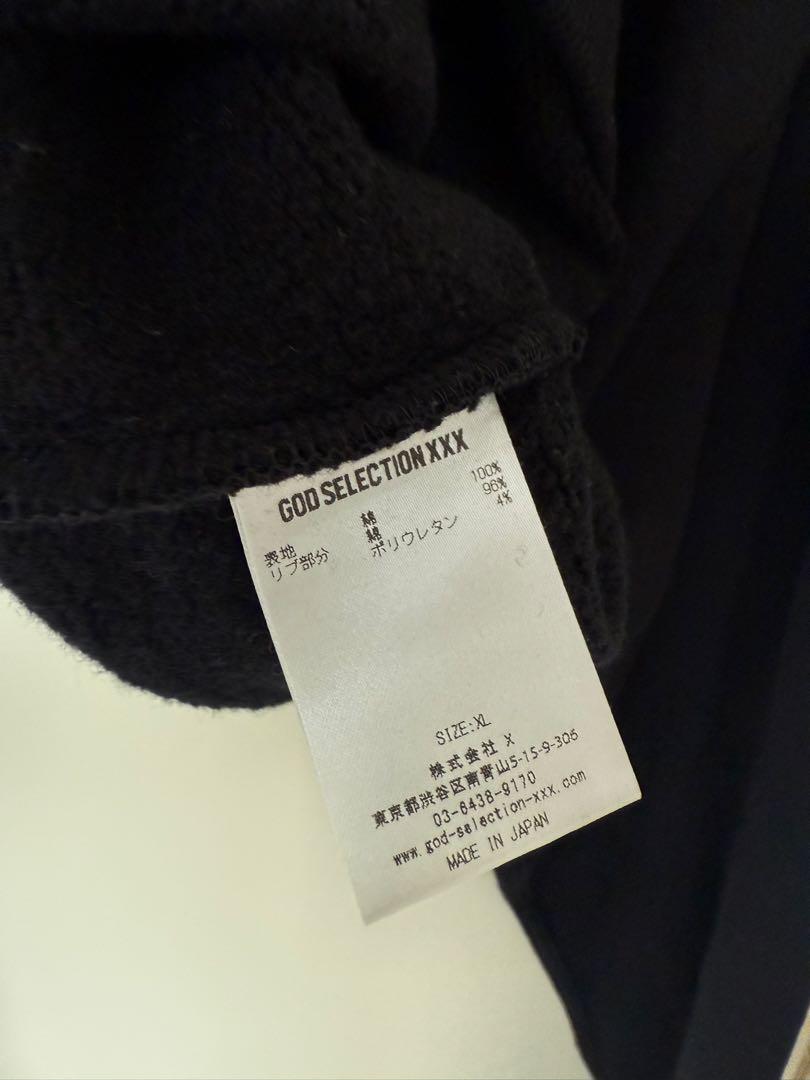 GOD SELECTION XXX
表地 綿 100%
リブ部分 綿 96%
ポリウレタン 4%
SIZE:XL
株式会社 X
東京都渋谷区南青山5-15-9-306
03-6438-9170
www.god-selection-xxx.com
MADE IN JAPAN